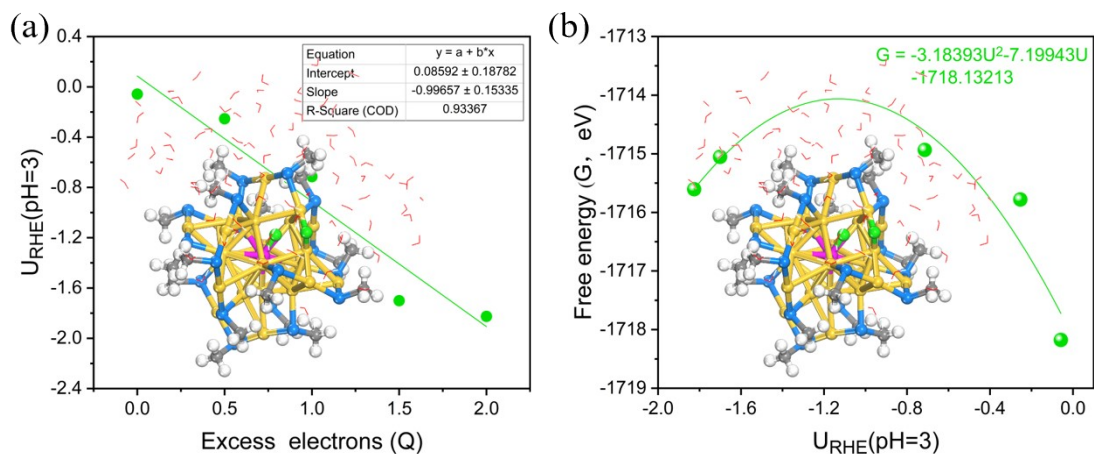 (a)
0.4
0.0
-0.4
-0.8
-1.2
-1.6
-2.0
-2.4
U_RHE(pH=3)
Equation y = a + b*x
Intercept 0.08592 ± 0.18782
Slope -0.99657 ± 0.15335
R-Square (COD) 0.93367
0.0 0.5 1.0 1.5 2.0
Excess electrons (Q)
(b)
-1713
-1714
-1715
-1716
-1717
-1718
-1719
Free energy (G, eV)
G = -3.18393U²-7.19943U
-1718.13213
-2.0 -1.6 -1.2 -0.8 -0.4 0.0
U_RHE(pH=3)